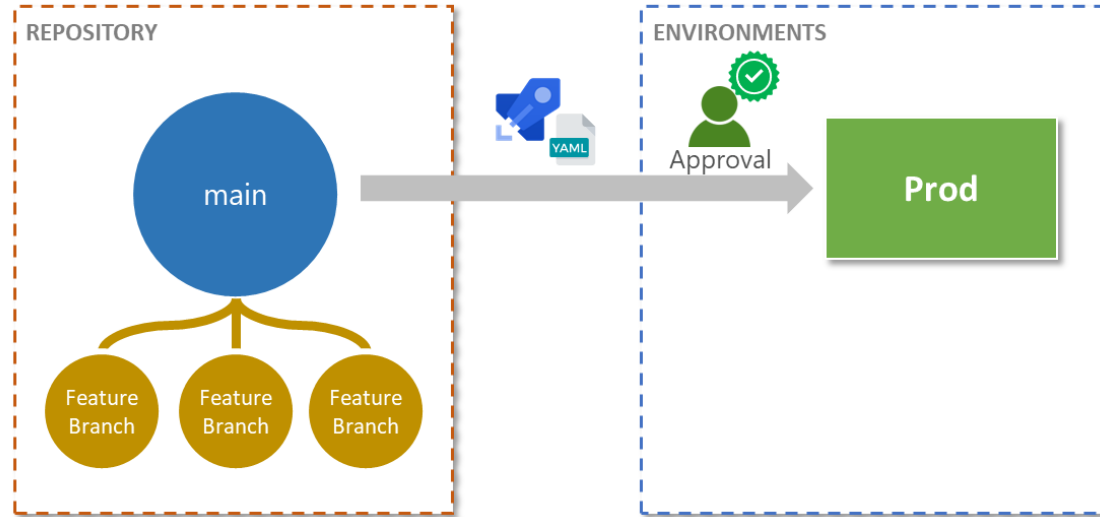 REPOSITORY
main
Feature
Branch
Feature
Branch
Feature
Branch
YAML
ENVIRONMENTS
Approval
Prod